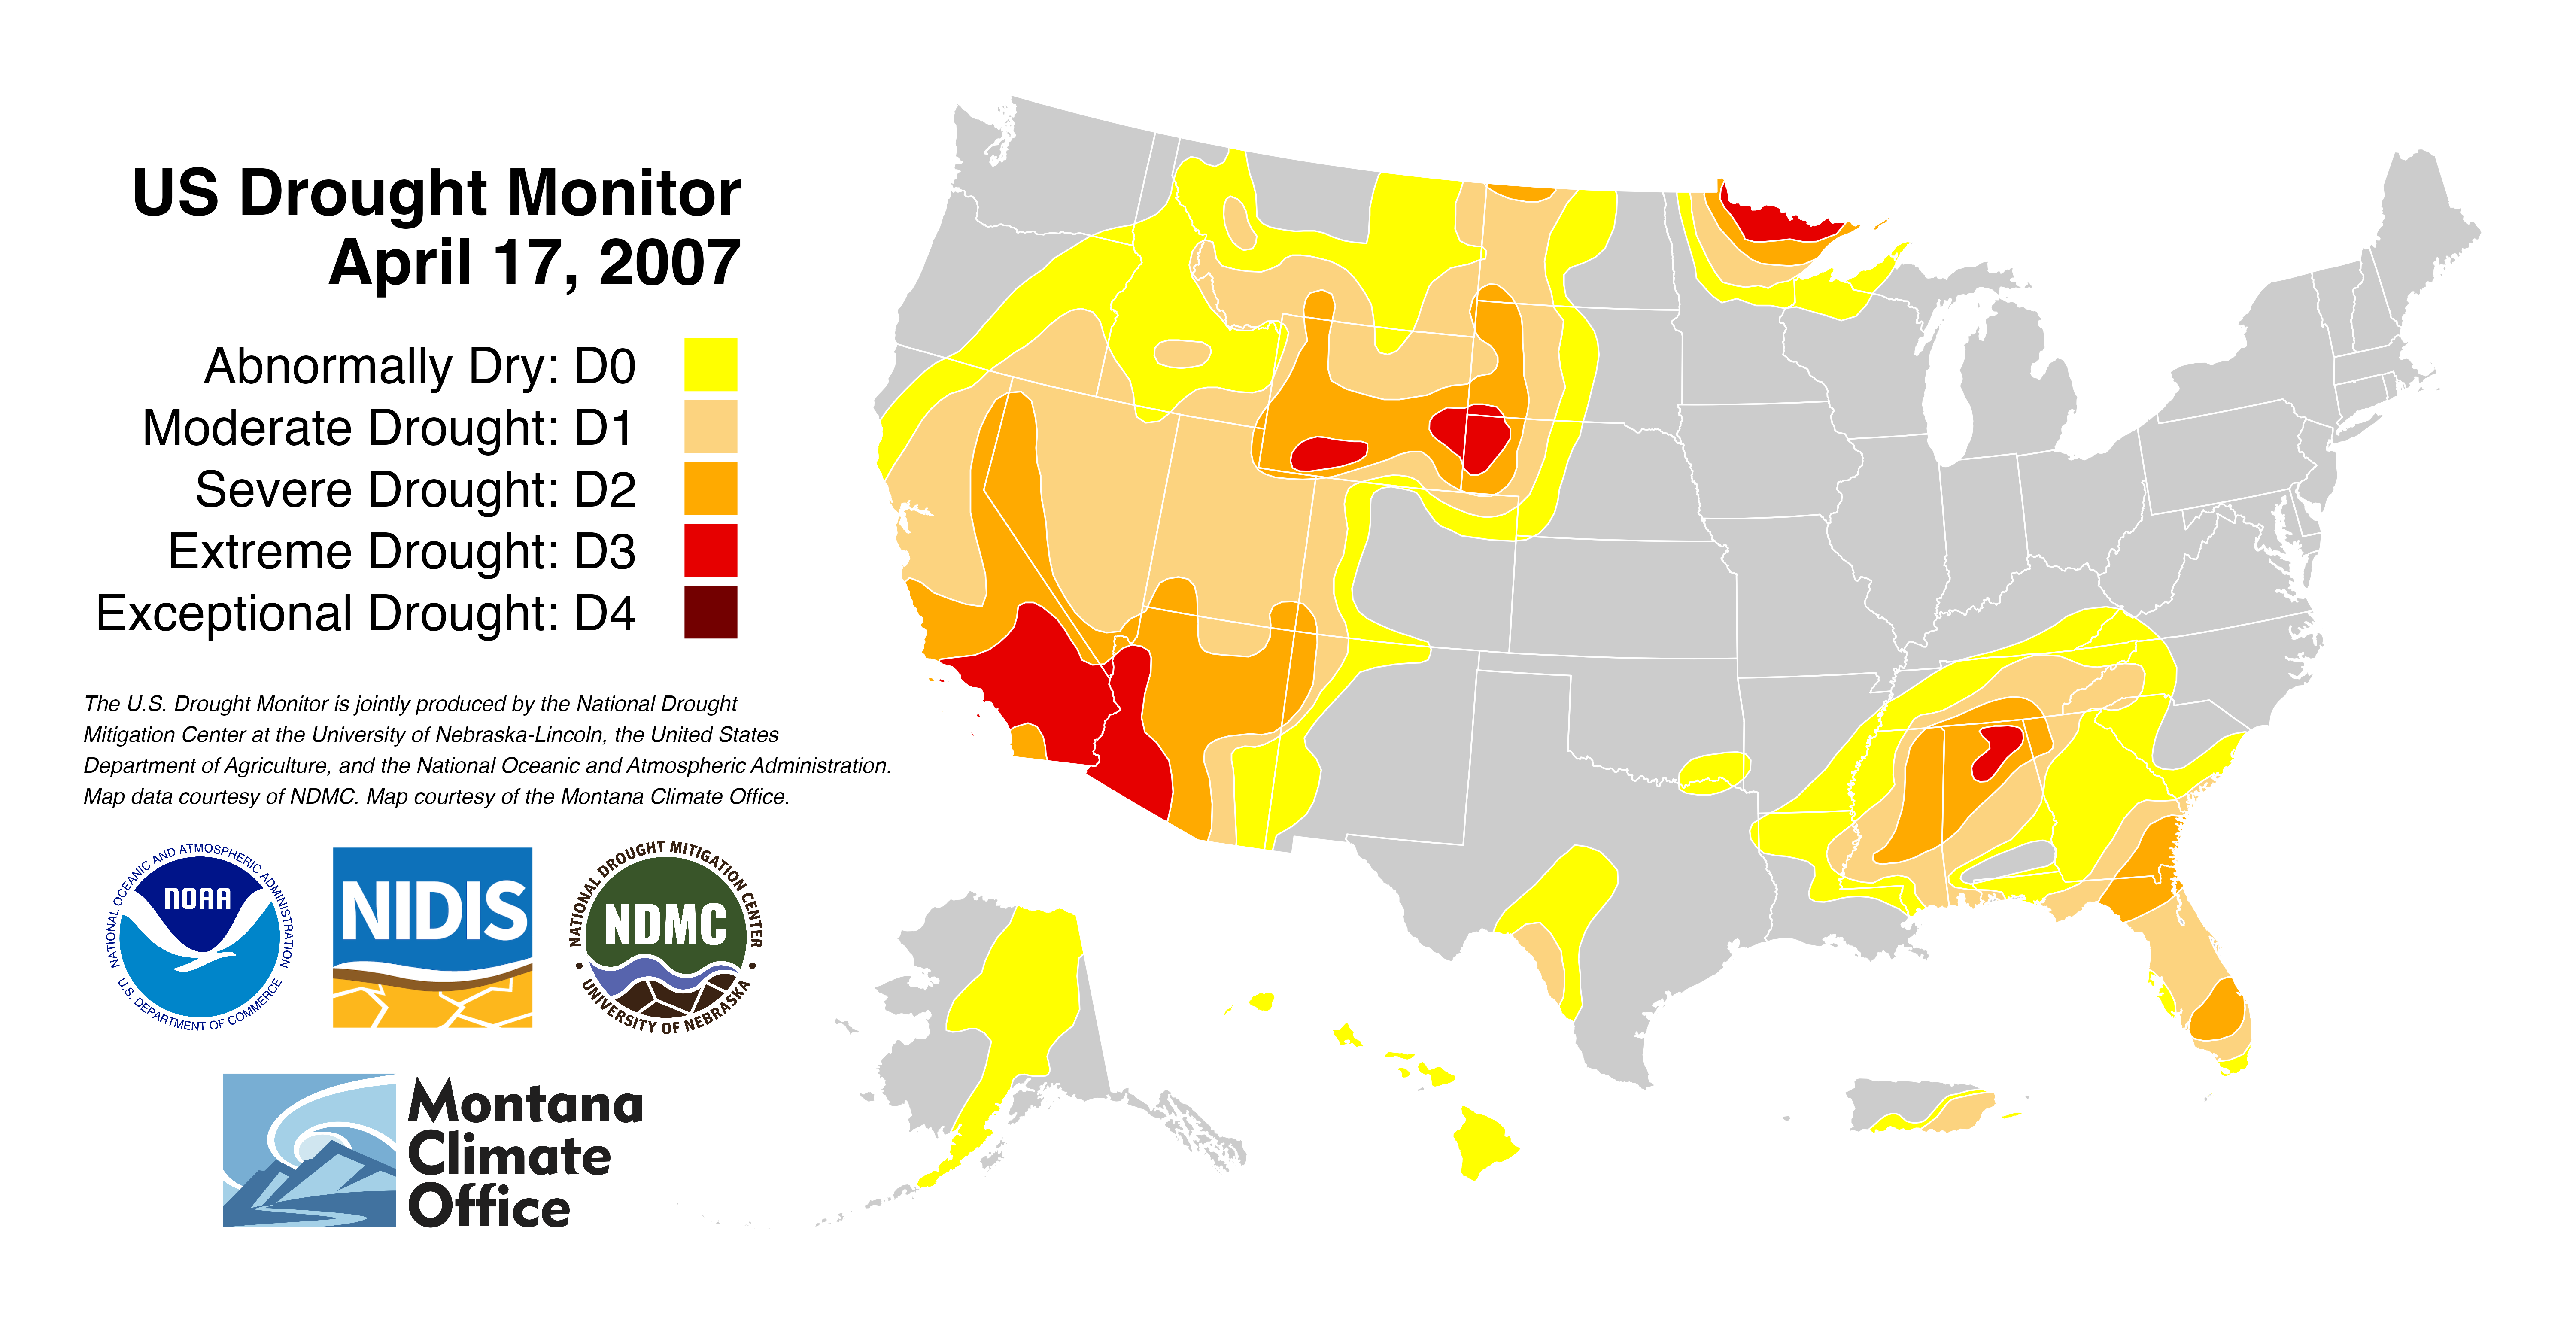 US Drought Monitor
April 17, 2007
Abnormally Dry: D0
Moderate Drought: D1
Severe Drought: D2
Extreme Drought: D3
Exceptional Drought: D4
The U.S. Drought Monitor is jointly produced by the National Drought
Mitigation Center at the University of Nebraska-Lincoln, the United States
Department of Agriculture, and the National Oceanic and Atmospheric Administration.
Map data courtesy of NDMC. Map courtesy of the Montana Climate Office.
NATIONAL OCEANIC AND ATMOSPHERIC ADMINISTRATION
NOAA
U.S. DEPARTMENT OF COMMERCE
NIDIS
NATIONAL DROUGHT MITIGATION CENTER
NDMC
UNIVERSITY OF NEBRASKA
Montana
Climate
Office